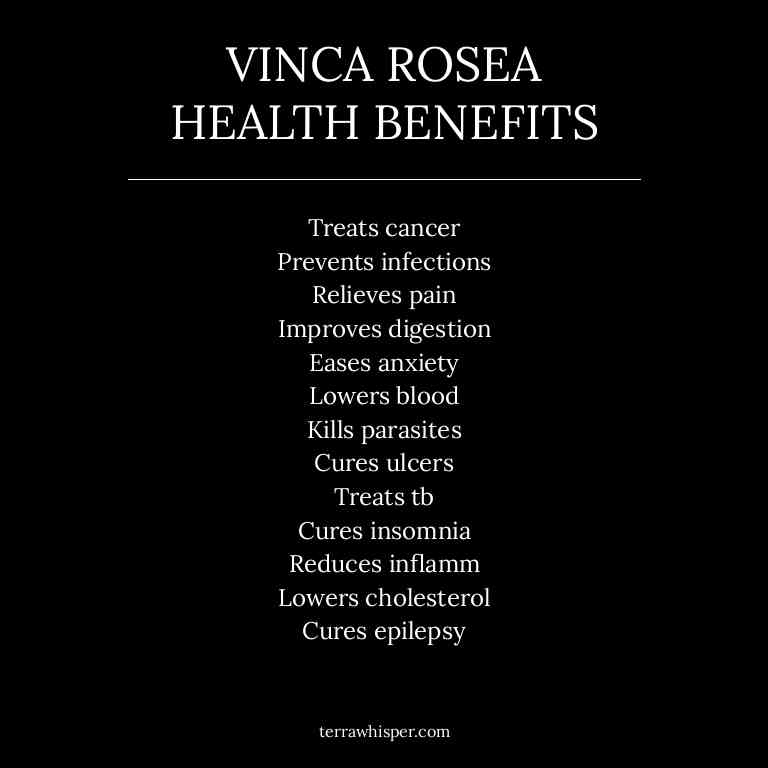 VINCA ROSEA
HEALTH BENEFITS
Treats cancer
Prevents infections
Relieves pain
Improves digestion
Eases anxiety
Lowers blood
Kills parasites
Cures ulcers
Treats tb
Cures insomnia
Reduces inflamm
Lowers cholesterol
Cures epilepsy
terrawhisper.com